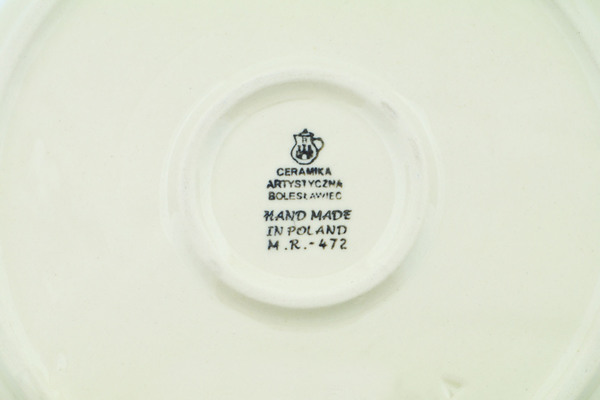 CERAMIKA
ARTYSTYCZNA
BOLESŁAWIEC
HAND MADE
IN POLAND
M.R.-472